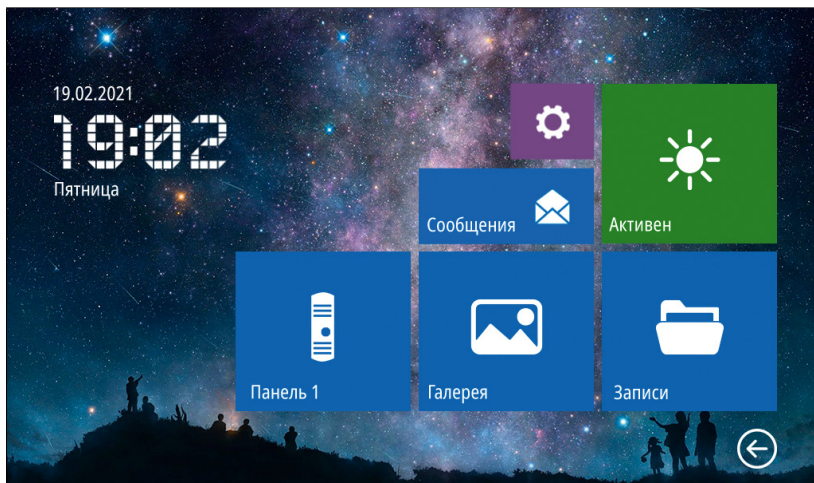 19.02.2021
19:02
Пятница
Сообщения
Активен
Панель 1
Галерея
Записи